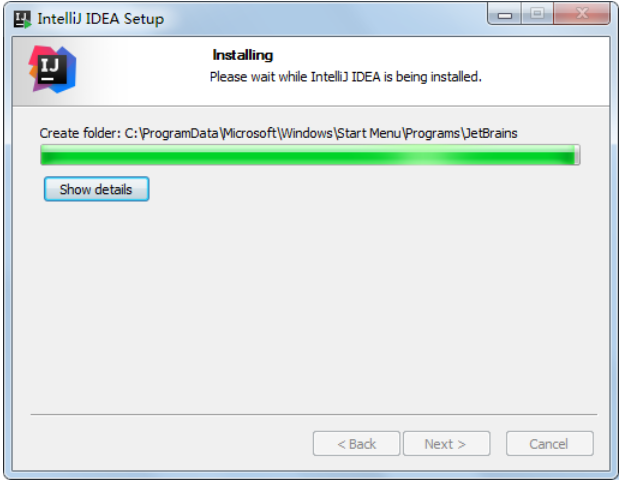 IntelliJ IDEA Setup
IJ
Installing
Please wait while IntelliJ IDEA is being installed.
Create folder: C:\ProgramData\Microsoft\Windows\Start Menu\Programs\JetBrains
Show details
< Back
Next >
Cancel